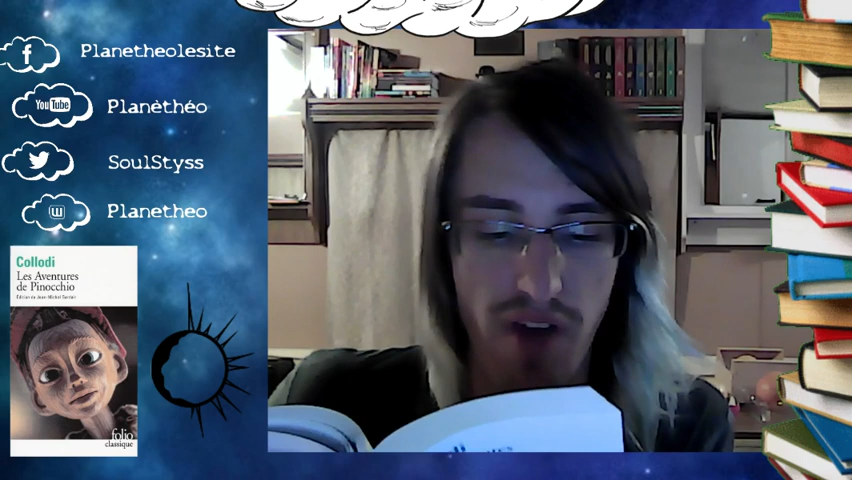 f
Planetheolesite
YouTube
Planèthéo
SoulStyss
W
Planetheo
Collodi
Les Aventures
de Pinocchio
folio
classique